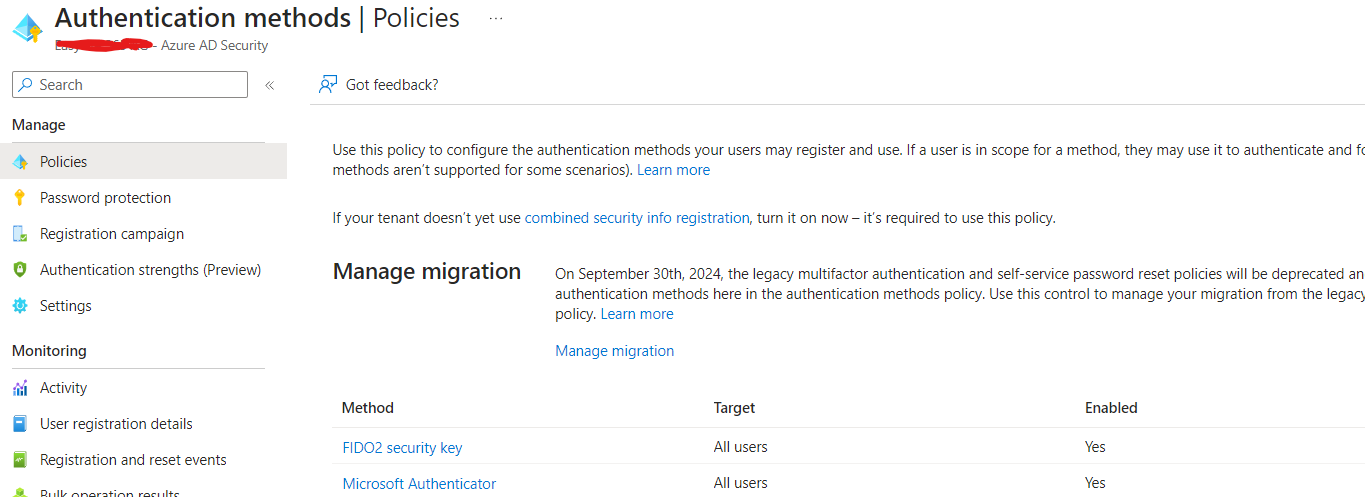 Authentication methods | Policies ...
- Azure AD Security
Search «
Got feedback?
Manage
Policies
Password protection
Registration campaign
Authentication strengths (Preview)
Settings
Monitoring
Activity
User registration details
Registration and reset events
Bulk operation results
Use this policy to configure the authentication methods your users may register and use. If a user is in scope for a method, they may use it to authenticate and
methods aren’t supported for some scenarios). Learn more
If your tenant doesn’t yet use combined security info registration, turn it on now – it’s required to use this policy.
Manage migration
On September 30th, 2024, the legacy multifactor authentication and self-service password reset policies will be deprecated
authentication methods here in the authentication methods policy. Use this control to manage your migration from the legacy
policy. Learn more
Manage migration
Method Target Enabled
FIDO2 security key All users Yes
Microsoft Authenticator All users Yes